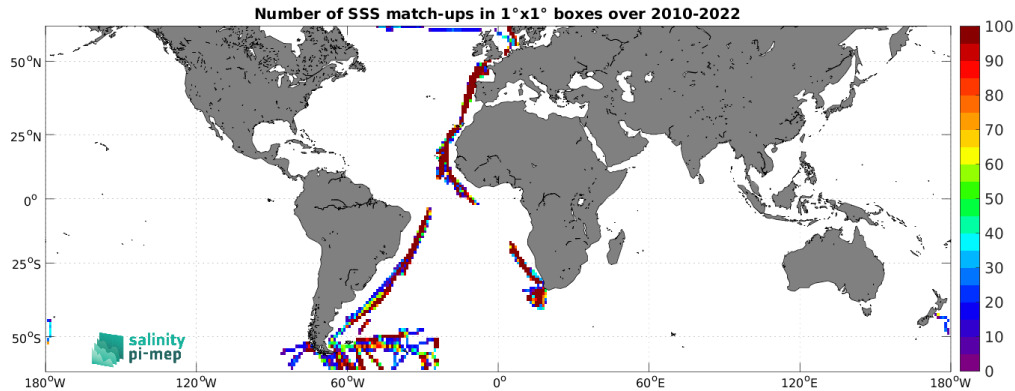 Number of SSS match-ups in 1°x1° boxes over 2010-2022
100
90
80
70
60
50
40
30
20
10
0
50°N
25°N
0°
25°S
50°S
salinity
pi-mep
180°W 120°W 60°W 0° 60°E 120°E 180°W